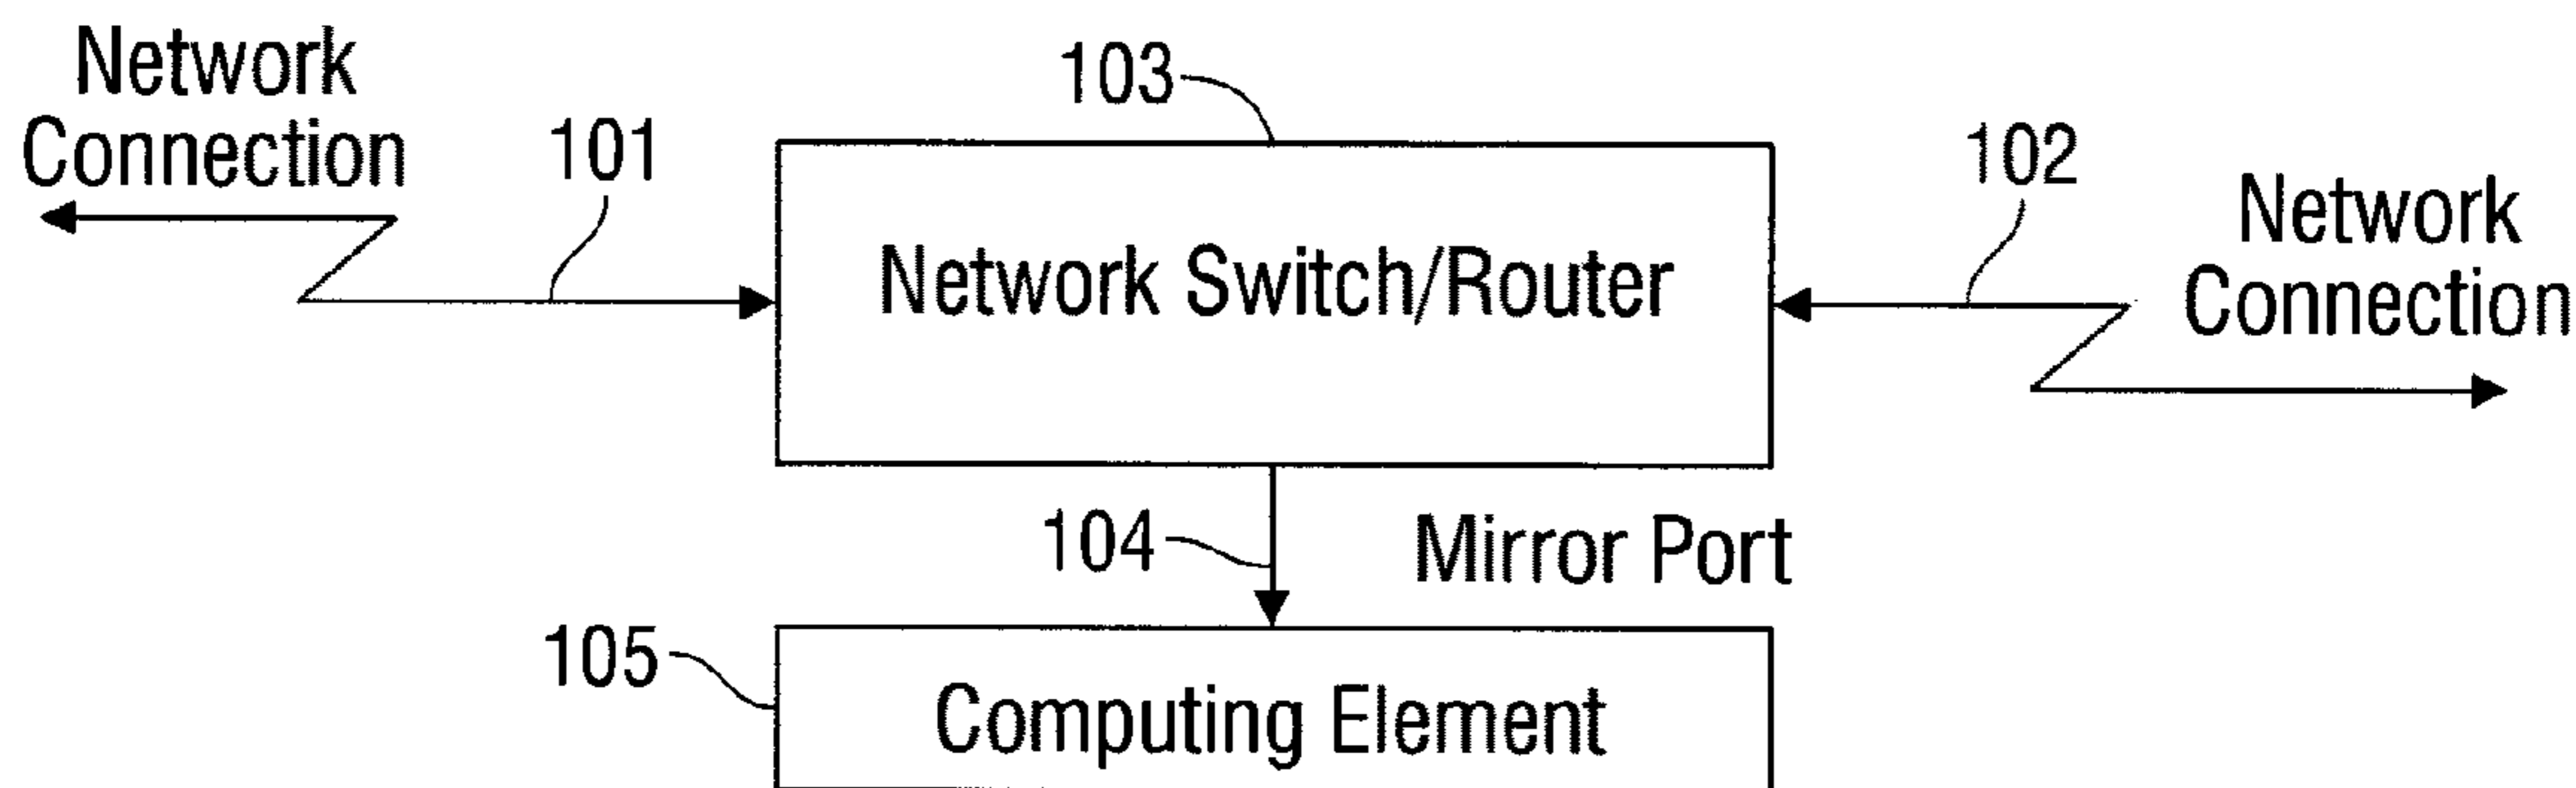 Network
Connection
101
103
102
Network
Connection
Network Switch/Router
104
Mirror Port
105
Computing Element